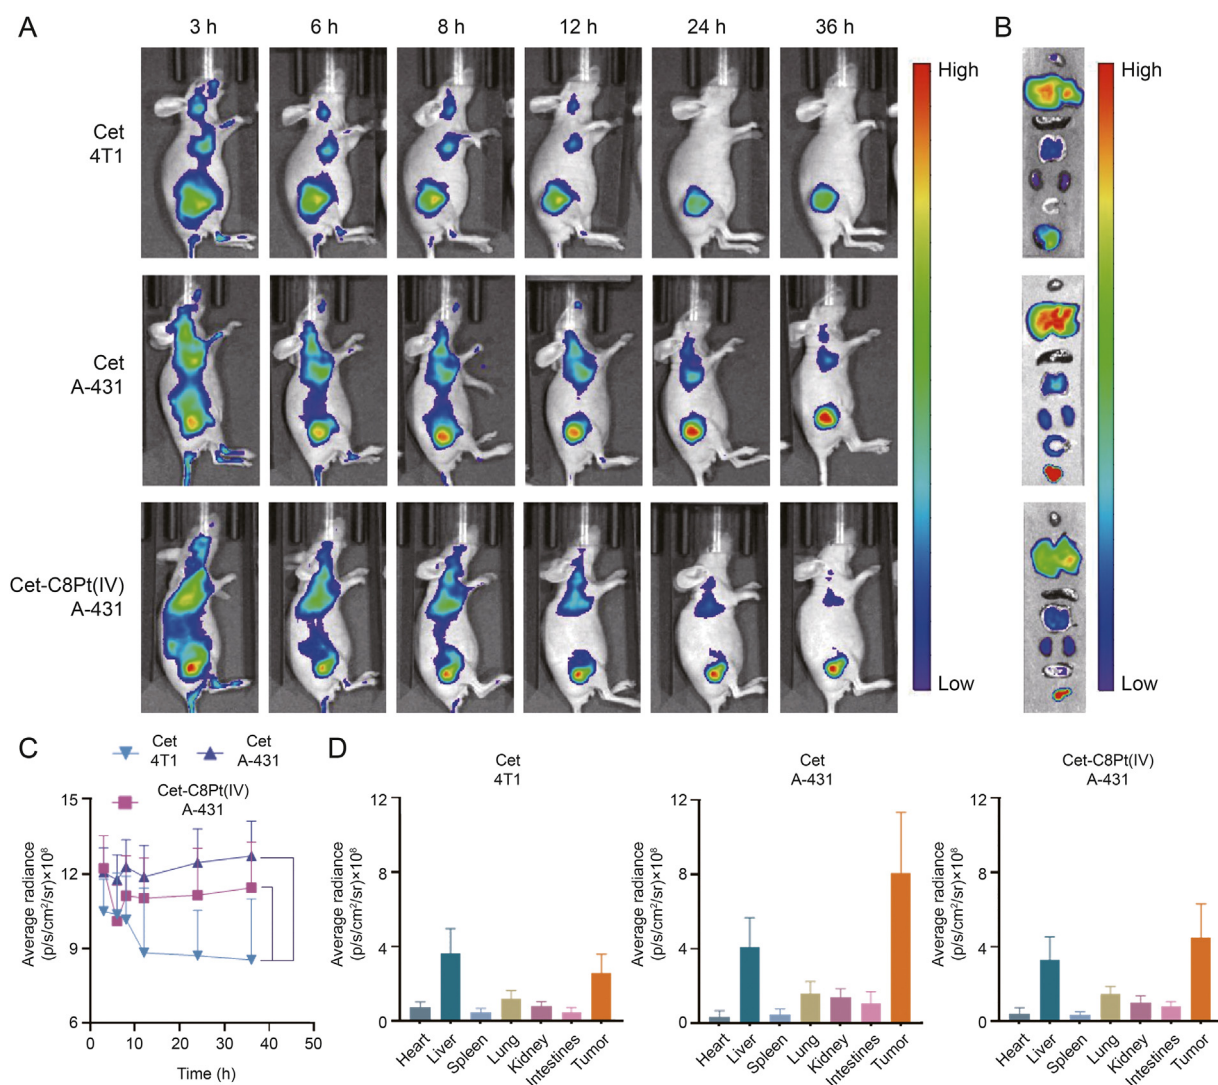 A
3 h
6 h
8 h
12 h
24 h
36 h
B
Cet
4T1
Cet
A-431
Cet-C8Pt(IV)
A-431
High
Low
High
Low
C
Cet
4T1
Cet
A-431
Cet-C8Pt(IV)
A-431
Average radiance
(p/s/cm²/sr)×10⁸
15
12
9
6
0
10
20
30
40
50
Time (h)
D
Cet
4T1
Average radiance
(p/s/cm²/sr)×10⁸
12
8
4
0
Heart
Liver
Spleen
Lung
Kidney
Intestines
Tumor
Cet
A-431
Average radiance
(p/s/cm²/sr)×10⁸
12
8
4
0
Heart
Liver
Spleen
Lung
Kidney
Intestines
Tumor
Cet-C8Pt(IV)
A-431
Average radiance
(p/s/cm²/sr)×10⁸
12
8
4
0
Heart
Liver
Spleen
Lung
Kidney
Intestines
Tumor